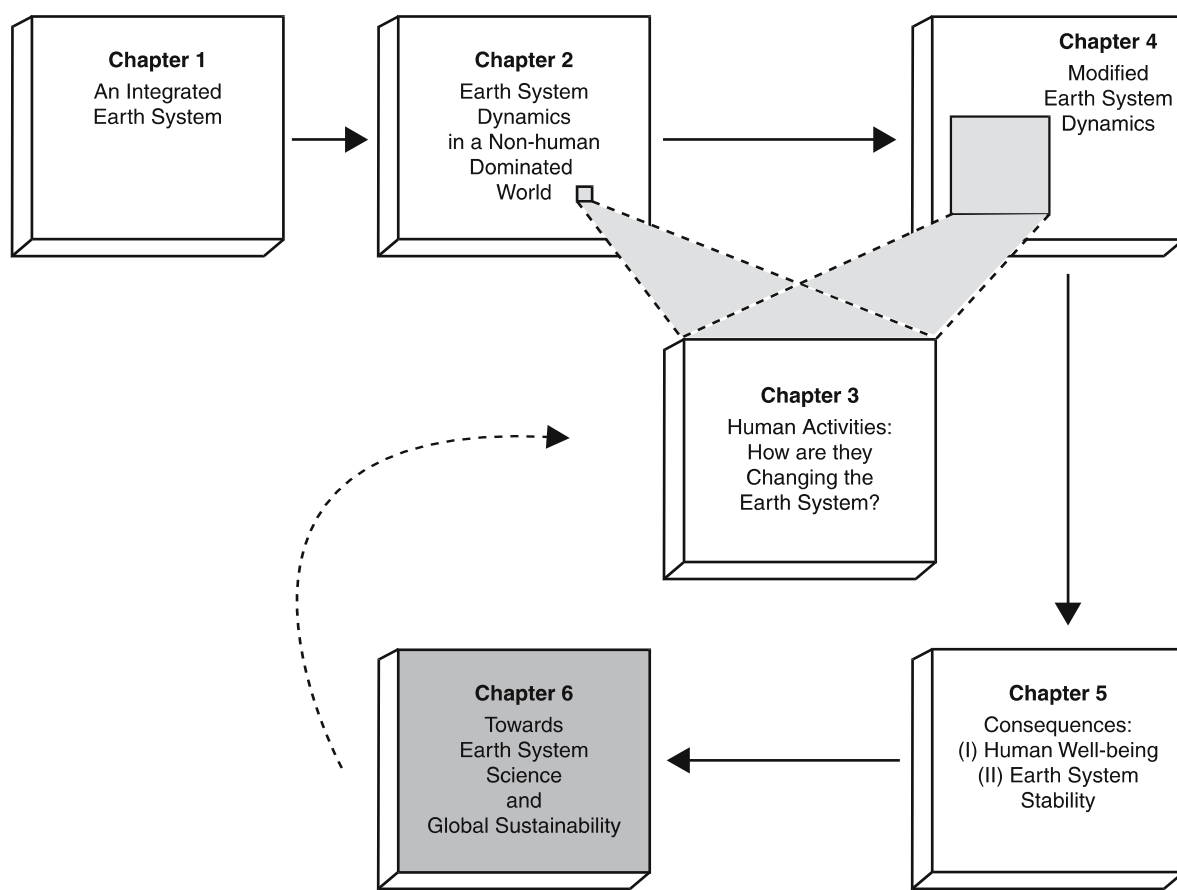 Chapter 1
An Integrated
Earth System
Chapter 2
Earth System
Dynamics
in a Non-human
Dominated
World
Chapter 4
Modified
Earth System
Dynamics
Chapter 3
Human Activities:
How are they
Changing the
Earth System?
Chapter 6
Towards
Earth System
Science
and
Global Sustainability
Chapter 5
Consequences:
(I) Human Well-being
(II) Earth System
Stability